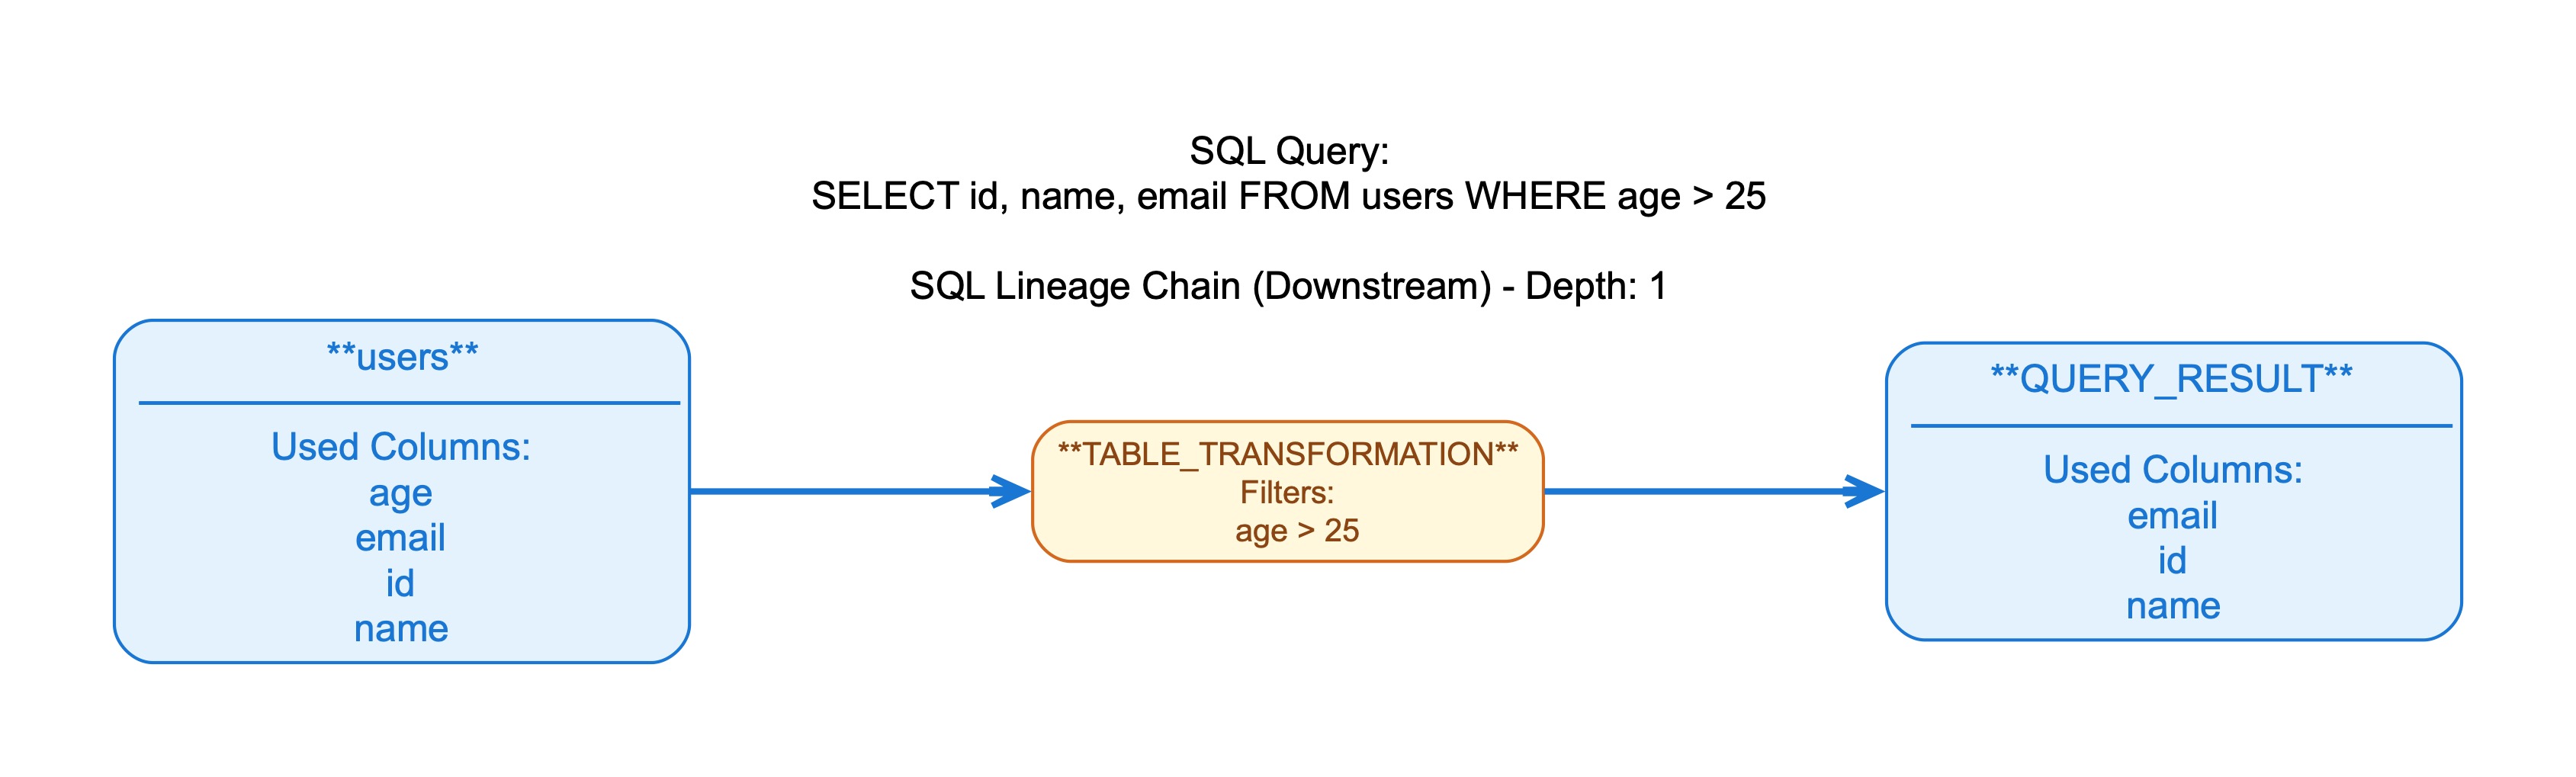 SQL Query:
SELECT id, name, email FROM users WHERE age > 25
SQL Lineage Chain (Downstream) - Depth: 1
**users**
Used Columns:
age
email
id
name
**TABLE_TRANSFORMATION**
Filters:
age > 25
**QUERY_RESULT**
Used Columns:
email
id
name